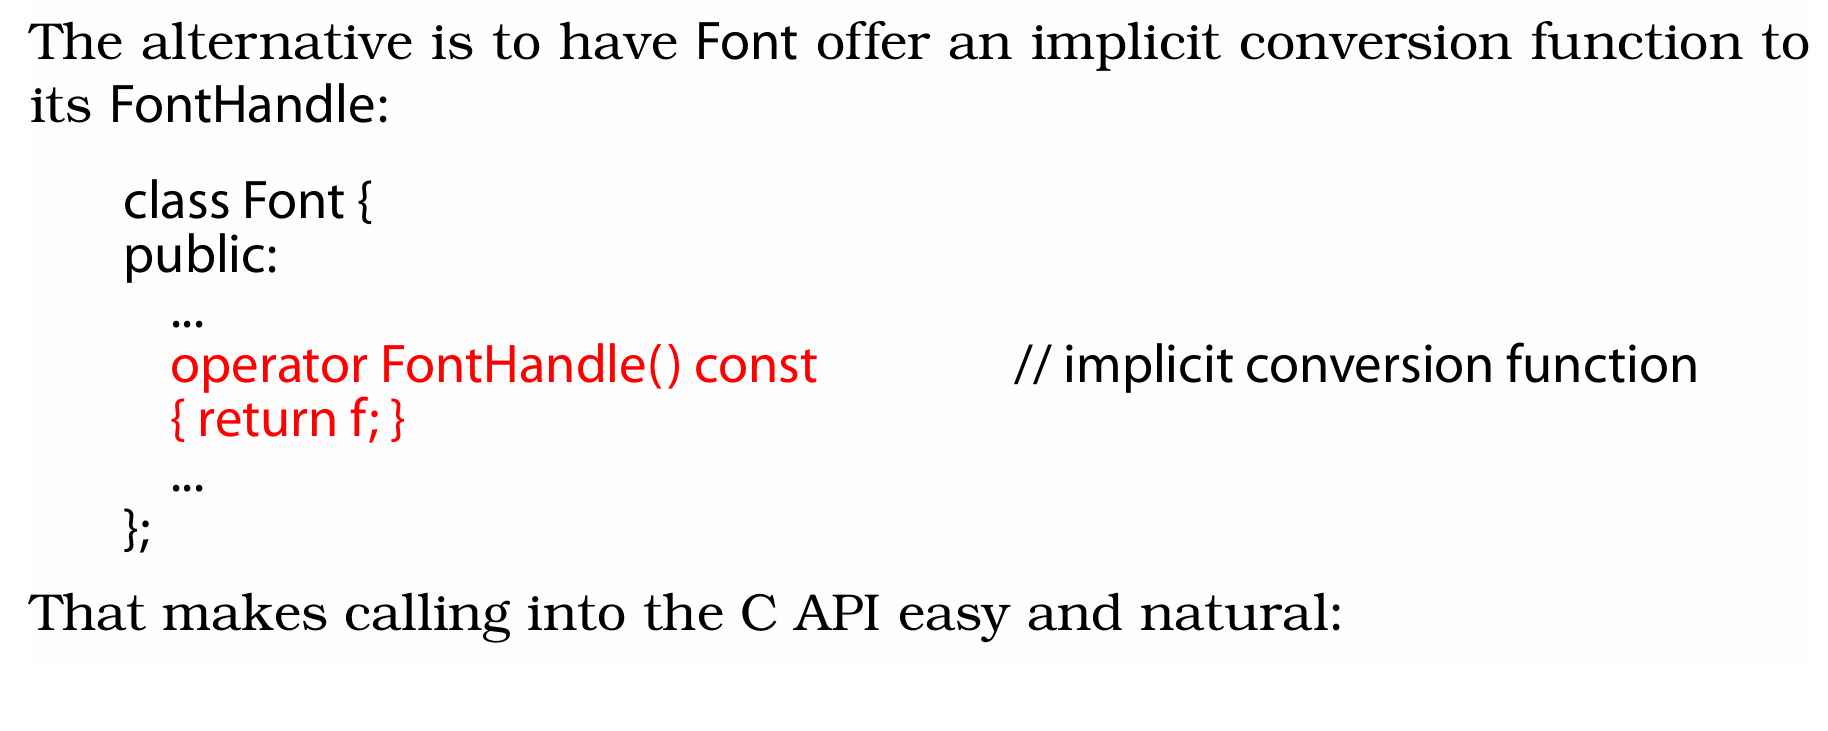 The alternative is to have Font offer an implicit conversion function to
its FontHandle:
class Font {
public:
...
operator FontHandle() const // implicit conversion function
{ return f; }
...
};
That makes calling into the C API easy and natural: